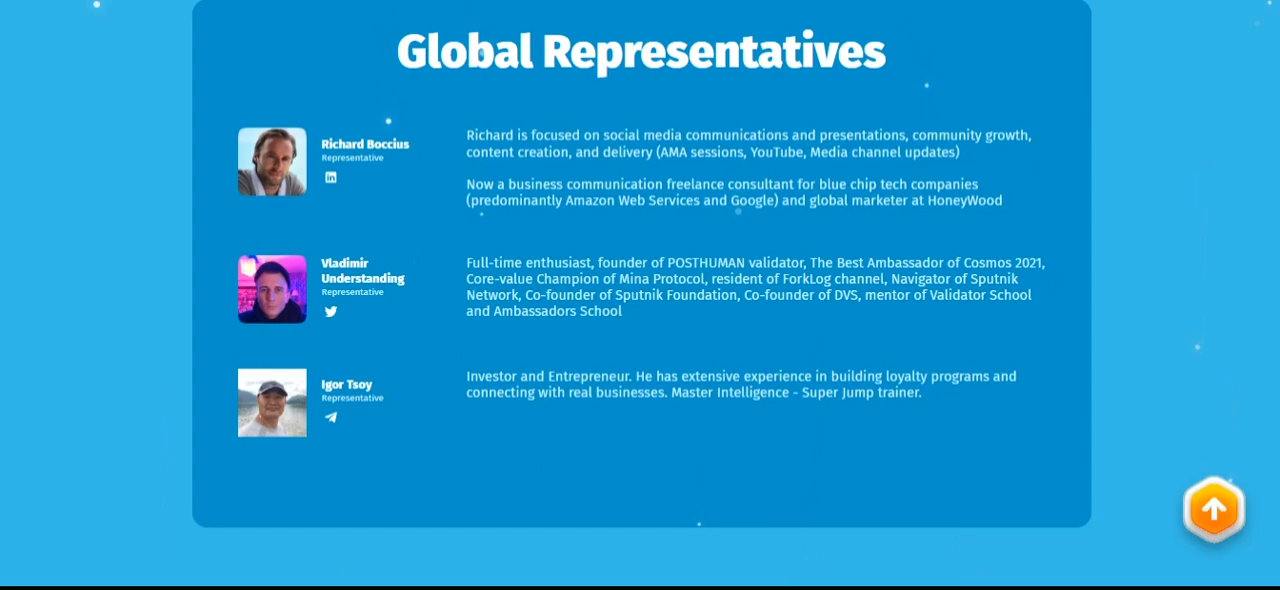 Global Representatives
Richard Boccius
Representative
Richard is focused on social media communications and presentations, community growth,
content creation, and delivery (AMA sessions, YouTube, Media channel updates)
Now a business communication freelance consultant for blue chip tech companies
(predominantly Amazon Web Services and Google) and global marketer at HoneyWood
Vladimir
Understanding
Representative
Full-time enthusiast, founder of POSTHUMAN validator, The Best Ambassador of Cosmos 2021,
Core-value Champion of Mina Protocol, resident of ForkLog channel, Navigator of Sputnik
Network, Co-founder of Sputnik Foundation, Co-founder of DVS, mentor of Validator School
and Ambassadors School
Igor Tsoy
Representative
Investor and Entrepreneur. He has extensive experience in building loyalty programs and
connecting with real businesses. Master Intelligence - Super Jump trainer.